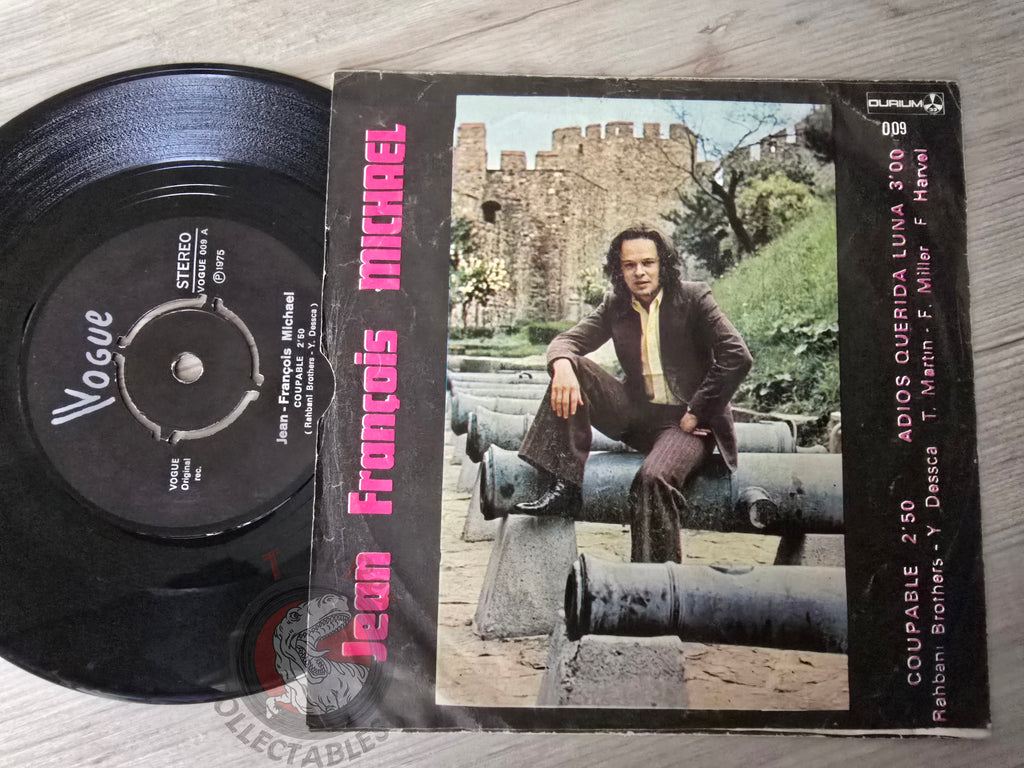 Vogue
STEREO
VOGUE 009 A
Ⓟ 1975
Jean-François Michael
COUPABLE 2'50
(Rahbani Brothers - Y. Dessca)
VOGUE
Original
rec.
Jean François MICHAEL
DURIUM
009
COUPABLE 2'50 ADIOS QUERIDA LUNA 3'00
Rahbani Brothers - Y Dessca T. Martin - F. Miller F Harvel
T
COLLECTABLES